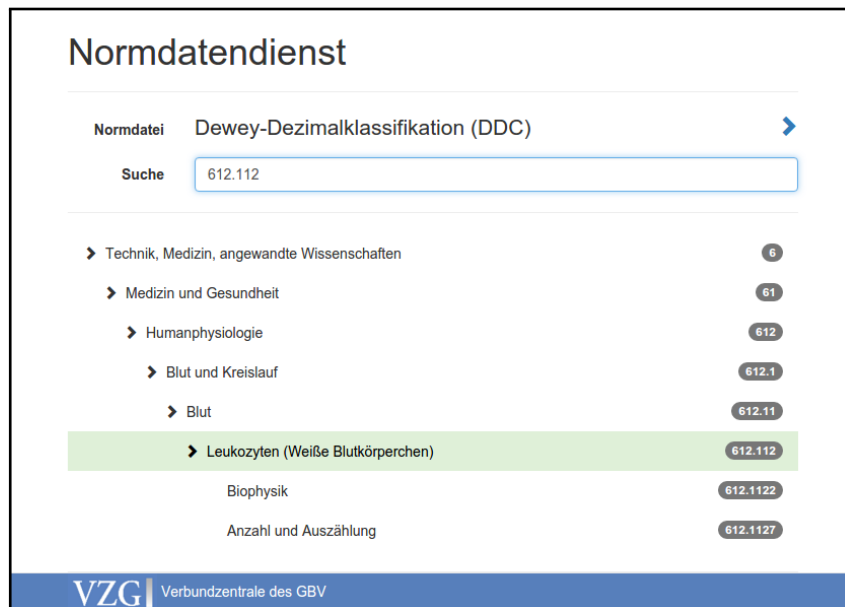 Normdatendienst
Normdatei Dewey-Dezimalklassifikation (DDC)
Suche 612.112
Technik, Medizin, angewandte Wissenschaften 6
Medizin und Gesundheit 61
Humanphysiologie 612
Blut und Kreislauf 612.1
Blut 612.11
Leukozyten (Weiße Blutkörperchen) 612.112
Biophysik 612.1122
Anzahl und Auszählung 612.1127
VZG Verbundzentrale des GBV